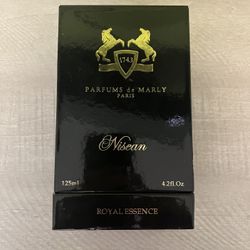 1743
PARFUMS de MARLY
PARIS
Nisean
125ml 4.2fl.Oz
ROYAL ESSENCE